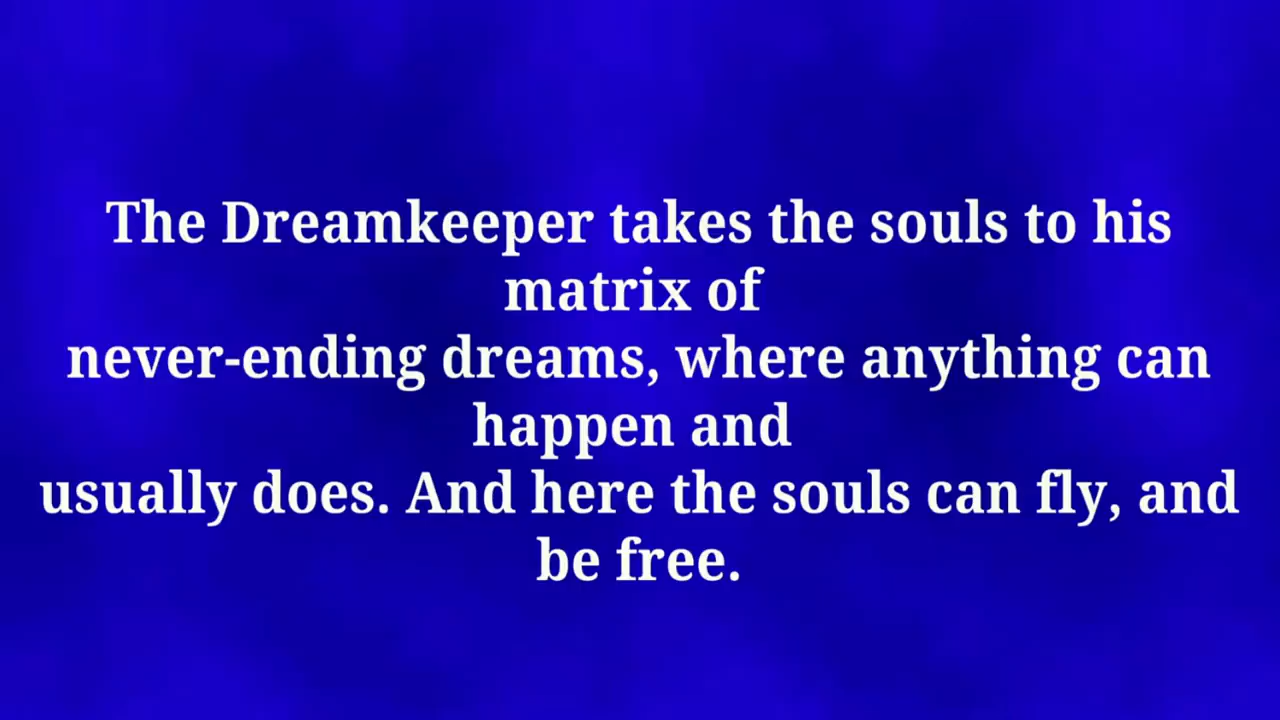 The Dreamkeeper takes the souls to his
matrix of
never-ending dreams, where anything can
happen and
usually does. And here the souls can fly, and
be free.